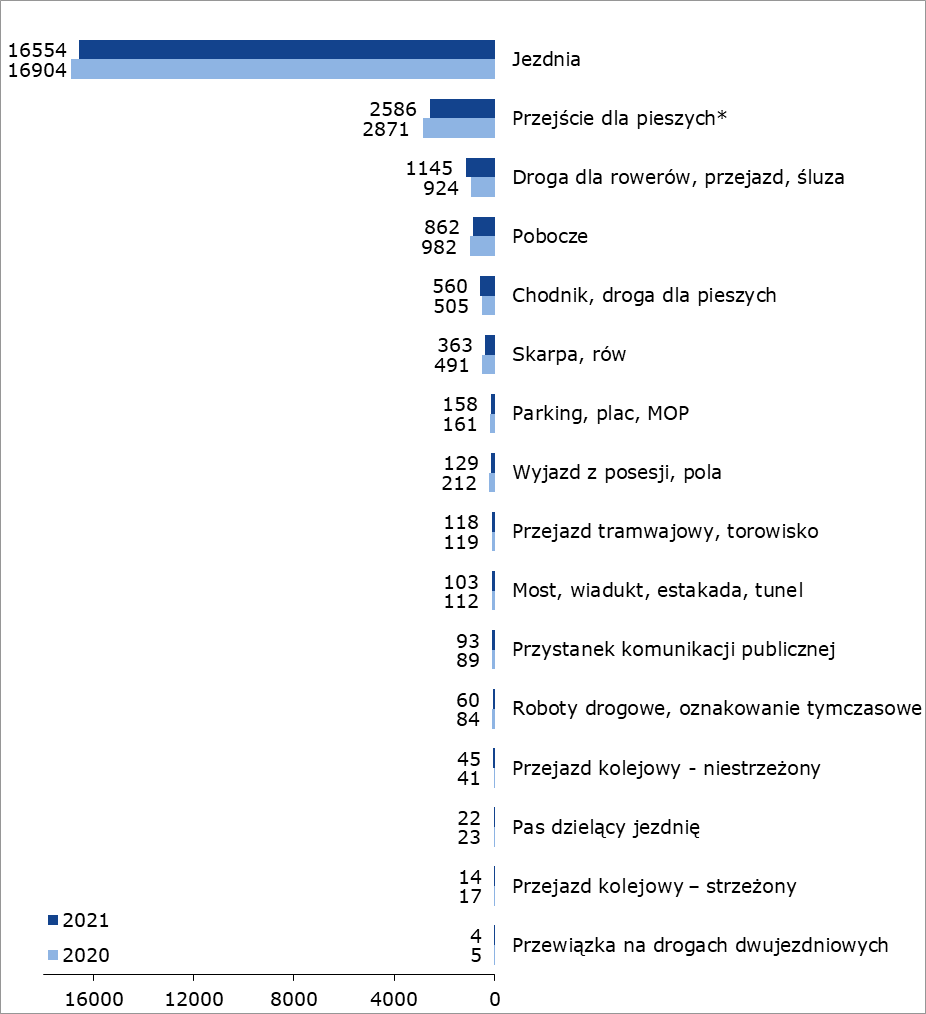 16554
16904
Jezdnia
2586
2871
Przejście dla pieszych*
1145
924
Droga dla rowerów, przejazd, śluza
862
982
Pobocze
560
505
Chodnik, droga dla pieszych
363
491
Skarpa, rów
158
161
Parking, plac, MOP
129
212
Wyjazd z posesji, pola
118
119
Przejazd tramwajowy, torowisko
103
112
Most, wiadukt, estakada, tunel
93
89
Przystanek komunikacji publicznej
60
84
Roboty drogowe, oznakowanie tymczasowe
45
41
Przejazd kolejowy - niestrzeżony
22
23
Pas dzielący jezdnię
14
17
Przejazd kolejowy – strzeżony
4
5
Przewiązka na drogach dwujezdniowych
2021
2020
16000 12000 8000 4000 0